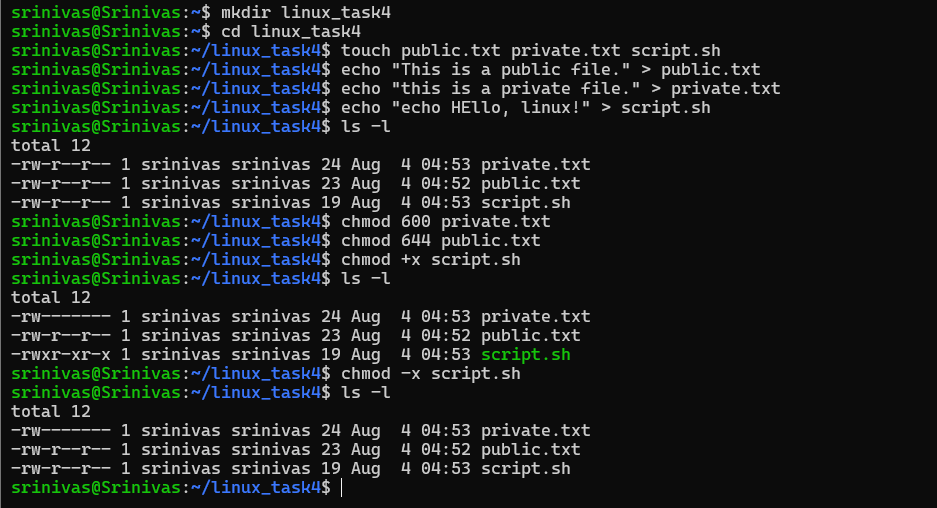 srinivas@Srinivas:~$ mkdir linux_task4
srinivas@Srinivas:~$ cd linux_task4
srinivas@Srinivas:~/linux_task4$ touch public.txt private.txt script.sh
srinivas@Srinivas:~/linux_task4$ echo "This is a public file." > public.txt
srinivas@Srinivas:~/linux_task4$ echo "this is a private file." > private.txt
srinivas@Srinivas:~/linux_task4$ echo "echo HEllo, linux!" > script.sh
srinivas@Srinivas:~/linux_task4$ ls -l
total 12
-rw-r--r-- 1 srinivas srinivas 24 Aug  4 04:53 private.txt
-rw-r--r-- 1 srinivas srinivas 23 Aug  4 04:52 public.txt
-rw-r--r-- 1 srinivas srinivas 19 Aug  4 04:53 script.sh
srinivas@Srinivas:~/linux_task4$ chmod 600 private.txt
srinivas@Srinivas:~/linux_task4$ chmod 644 public.txt
srinivas@Srinivas:~/linux_task4$ chmod +x script.sh
srinivas@Srinivas:~/linux_task4$ ls -l
total 12
-rw------- 1 srinivas srinivas 24 Aug  4 04:53 private.txt
-rw-r--r-- 1 srinivas srinivas 23 Aug  4 04:52 public.txt
-rwxr-xr-x 1 srinivas srinivas 19 Aug  4 04:53 script.sh
srinivas@Srinivas:~/linux_task4$ chmod -x script.sh
srinivas@Srinivas:~/linux_task4$ ls -l
total 12
-rw------- 1 srinivas srinivas 24 Aug  4 04:53 private.txt
-rw-r--r-- 1 srinivas srinivas 23 Aug  4 04:52 public.txt
-rw-r--r-- 1 srinivas srinivas 19 Aug  4 04:53 script.sh
srinivas@Srinivas:~/linux_task4$